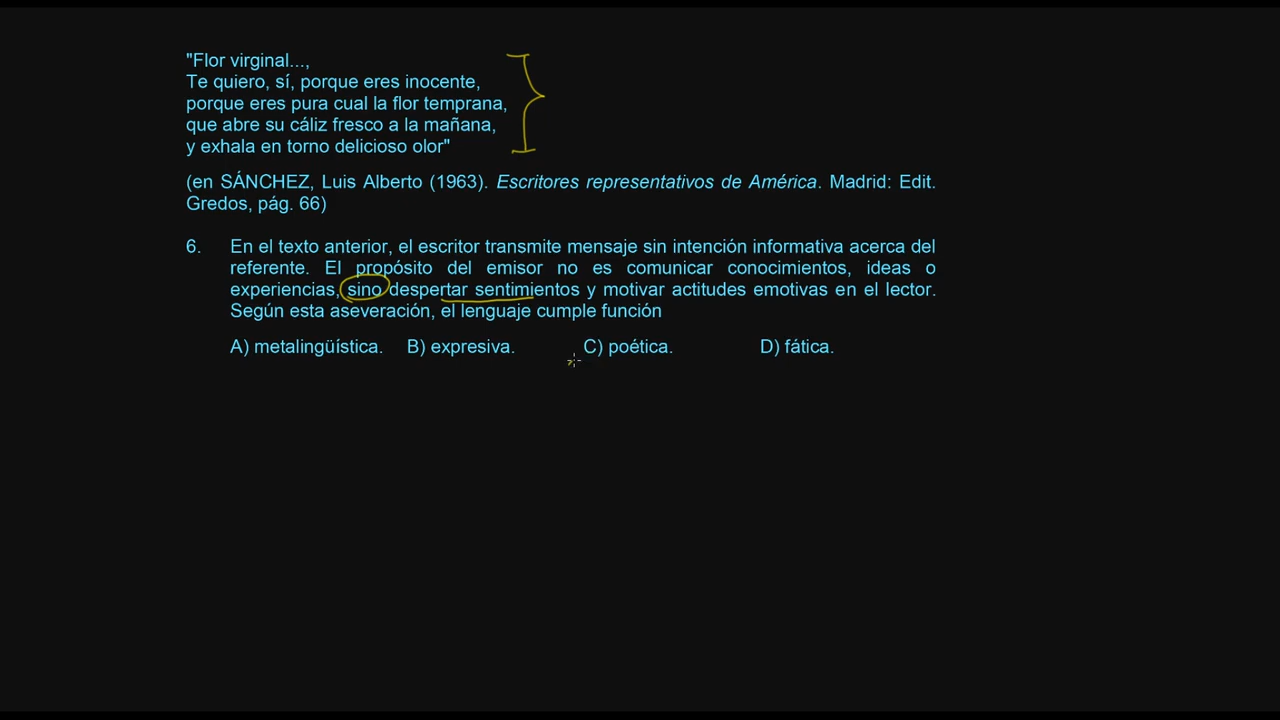 "Flor virginal...,
Te quiero, sí, porque eres inocente,
porque eres pura cual la flor temprana,
que abre su cáliz fresco a la mañana,
y exhala en torno delicioso olor"
(en SÁNCHEZ, Luis Alberto (1963). Escritores representativos de América. Madrid: Edit.
Gredos, pág. 66)
6. En el texto anterior, el escritor transmite mensaje sin intención informativa acerca del
referente. El propósito del emisor no es comunicar conocimientos, ideas o
experiencias, sino despertar sentimientos y motivar actitudes emotivas en el lector.
Según esta aseveración, el lenguaje cumple función
A) metalingüística. B) expresiva. C) poética. D) fática.